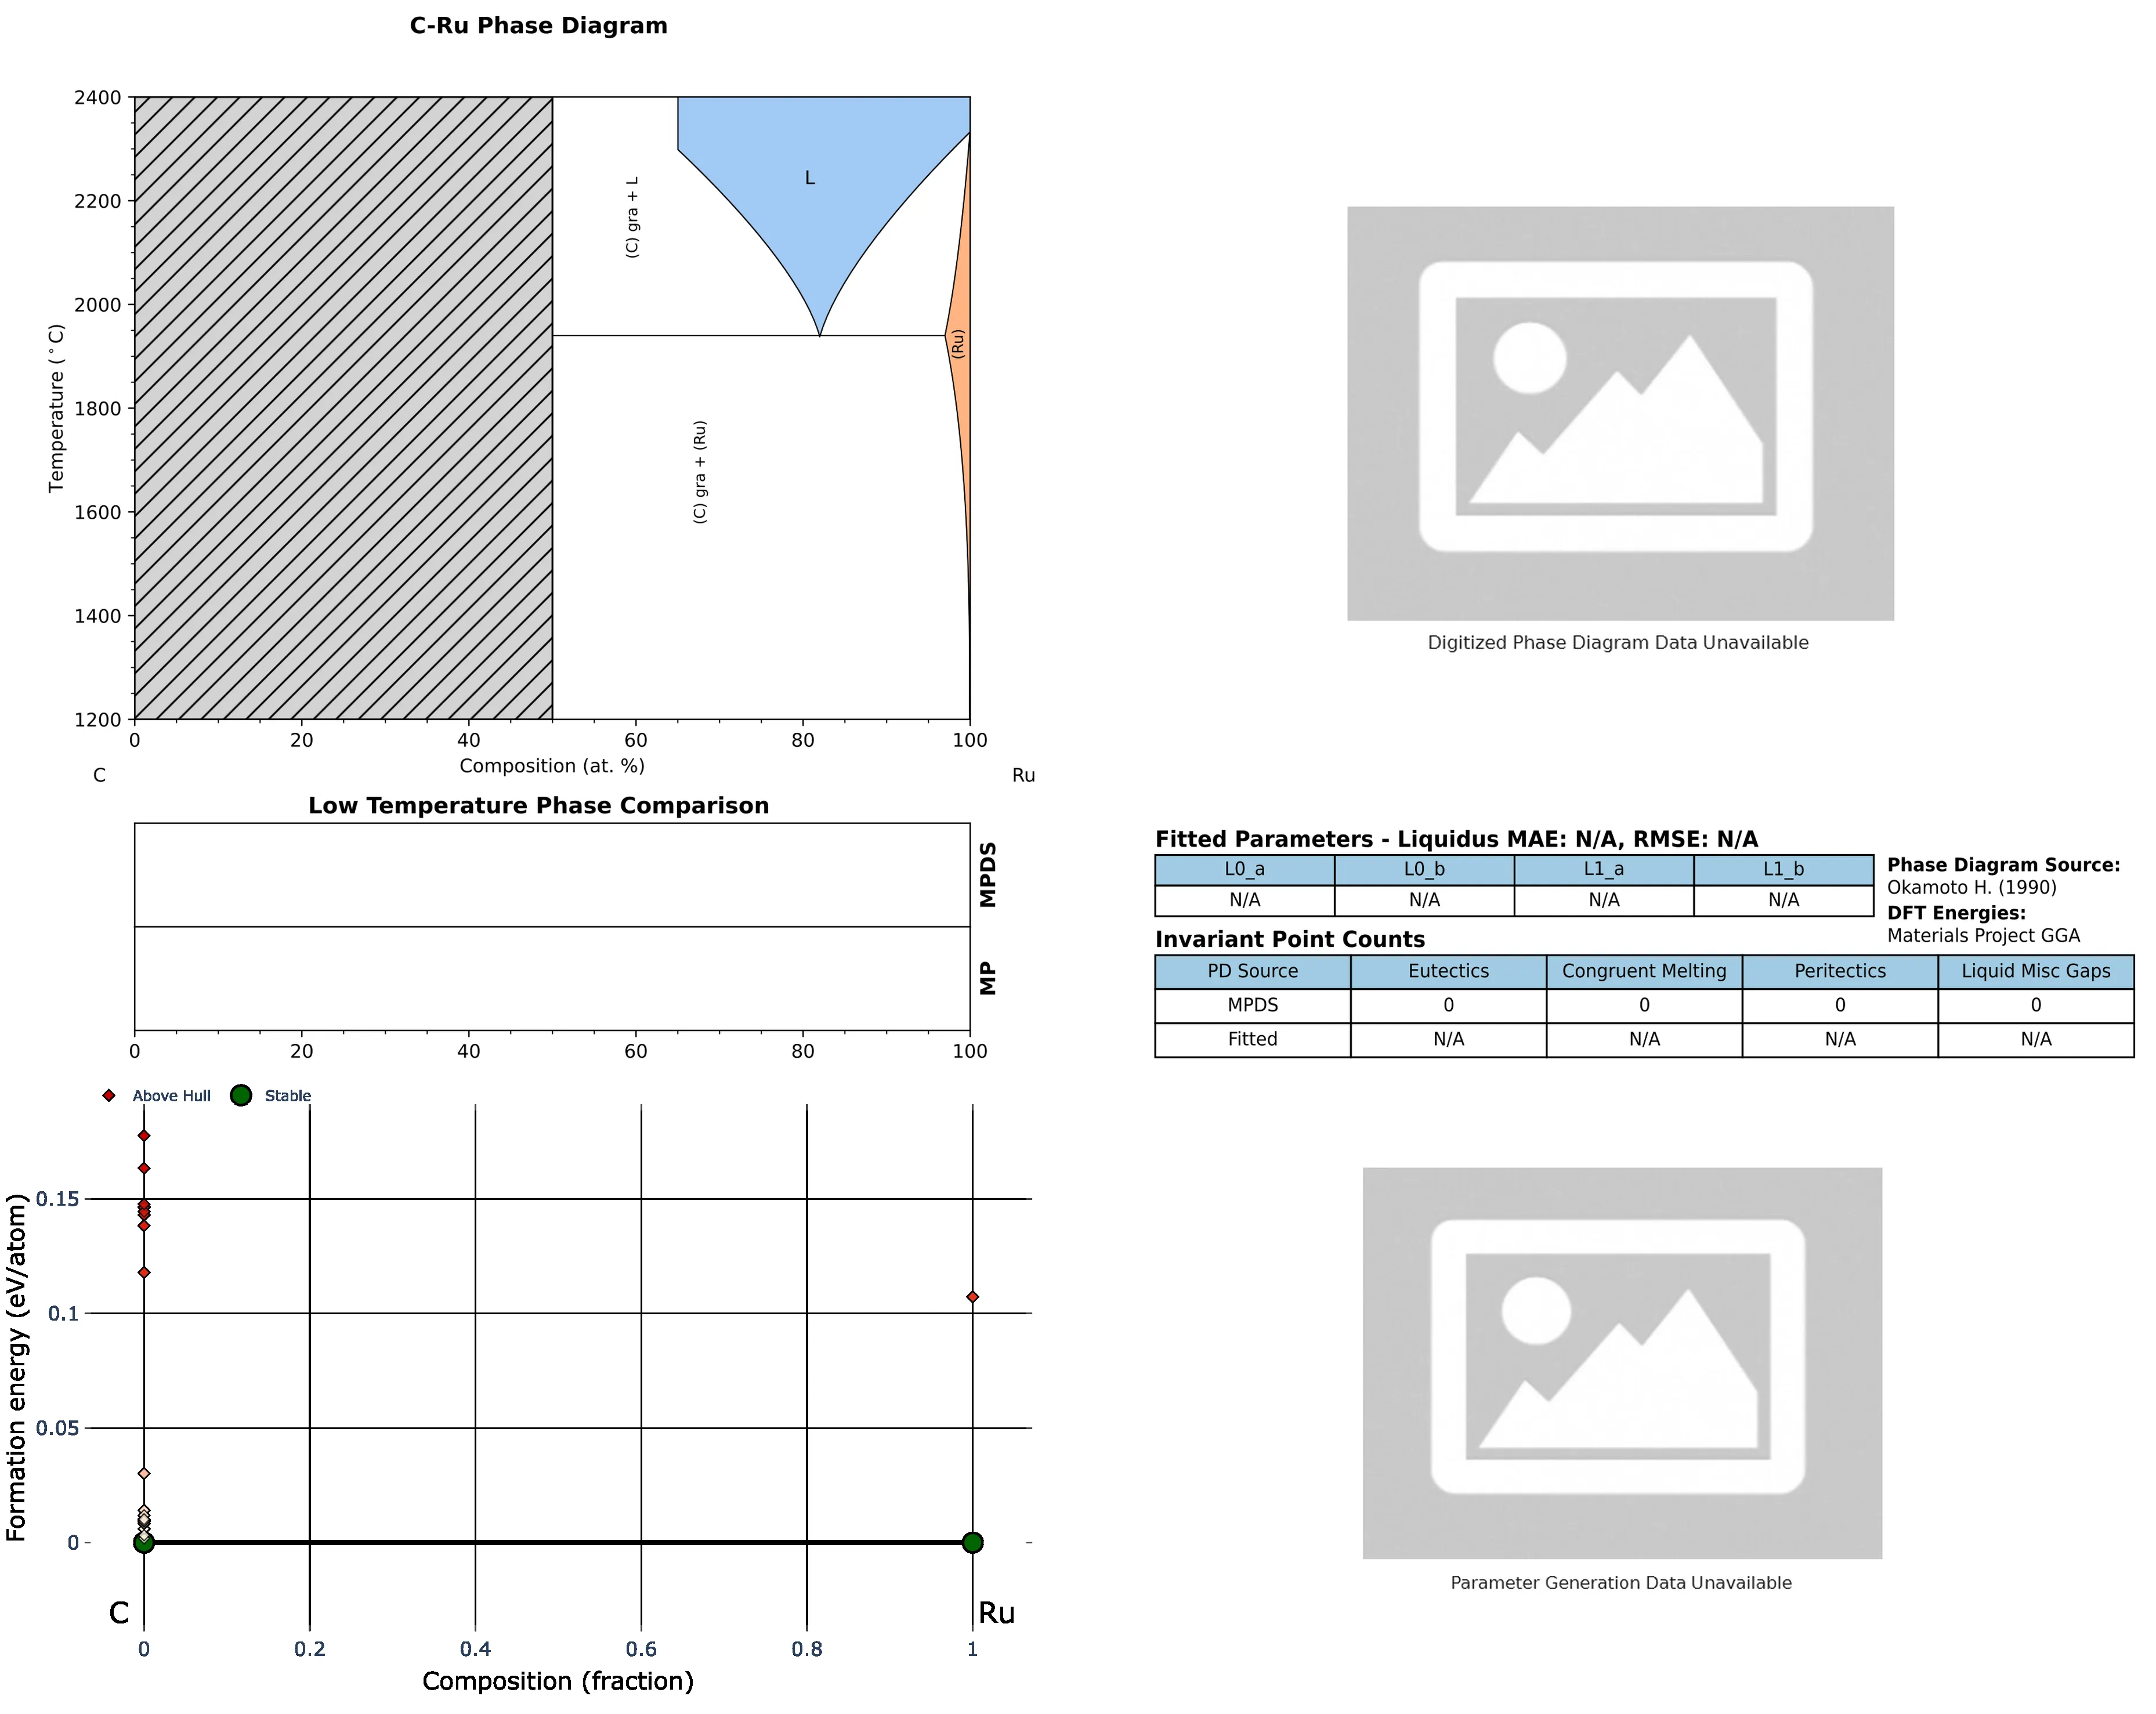 C-Ru Phase Diagram
2400
2200
2000
1800
1600
1400
1200
Temperature (°C)
(C) gra + L
L
(Ru)
(C) gra + (Ru)
0 20 40 60 80 100
Composition (at. %)
C Ru
Digitized Phase Diagram Data Unavailable
Low Temperature Phase Comparison
MPDS
MP
0 20 40 60 80 100
Fitted Parameters - Liquidus MAE: N/A, RMSE: N/A
L0_a L0_b L1_a L1_b
N/A N/A N/A N/A
Phase Diagram Source:
Okamoto H. (1990)
DFT Energies:
Materials Project GGA
Invariant Point Counts
PD Source Eutectics Congruent Melting Peritectics Liquid Misc Gaps
MPDS 0 0 0 0
Fitted N/A N/A N/A N/A
Above Hull Stable
0.15
0.1
0.05
0
Formation energy (eV/atom)
C Ru
0 0.2 0.4 0.6 0.8 1
Composition (fraction)
Parameter Generation Data Unavailable